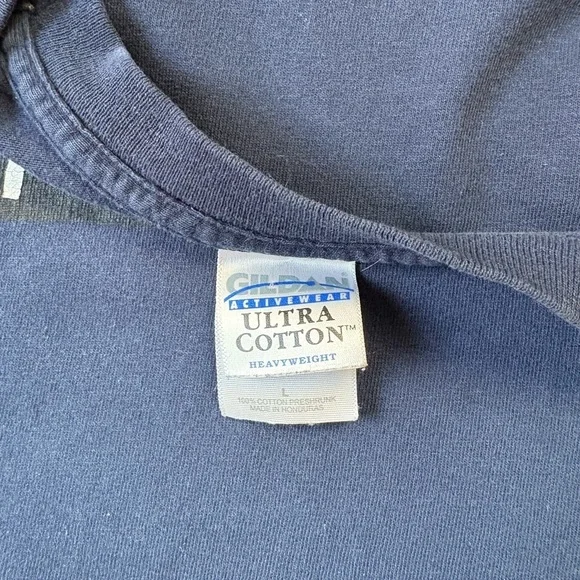 GILDAN
ACTIVEWEAR
ULTRA
COTTON™
HEAVYWEIGHT
L
100% COTTON PRESHRUNK
MADE IN HONDURAS